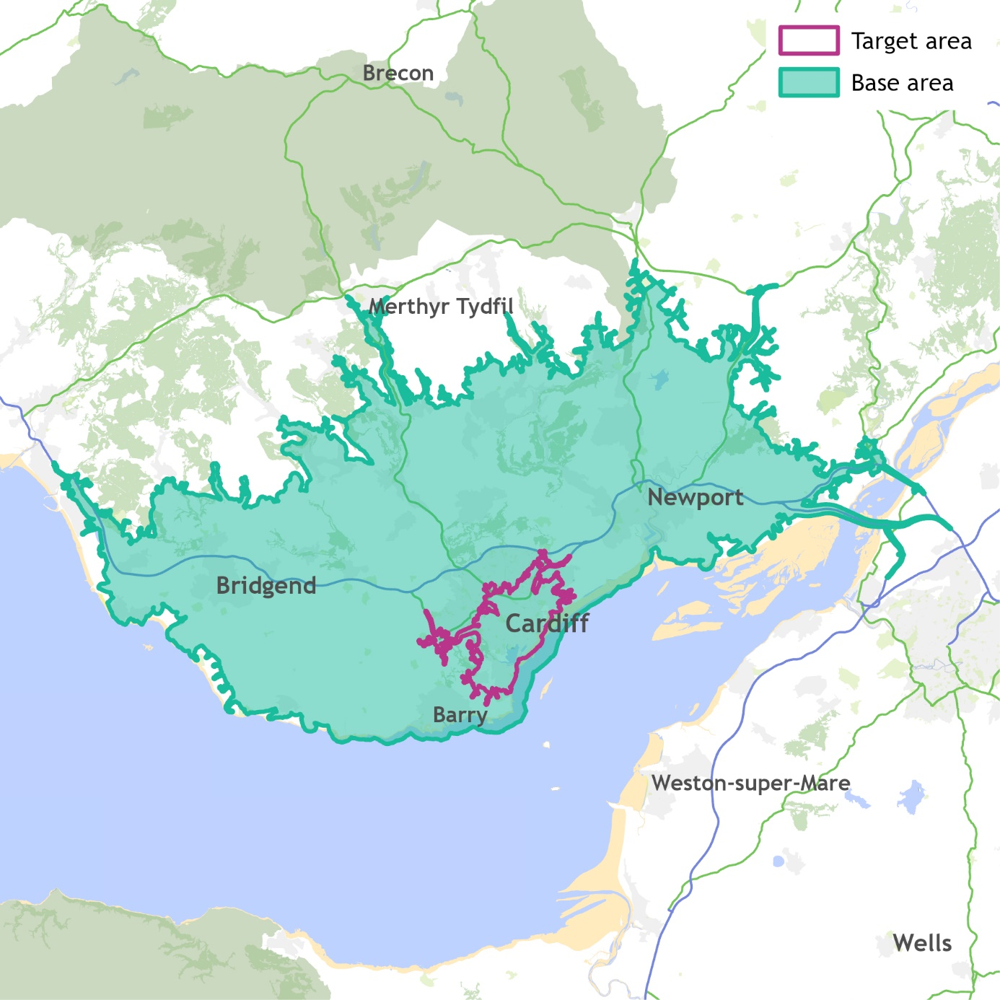 Target area
Base area
Brecon
Merthyr Tydfil
Newport
Bridgend
Cardiff
Barry
Weston-super-Mare
Wells